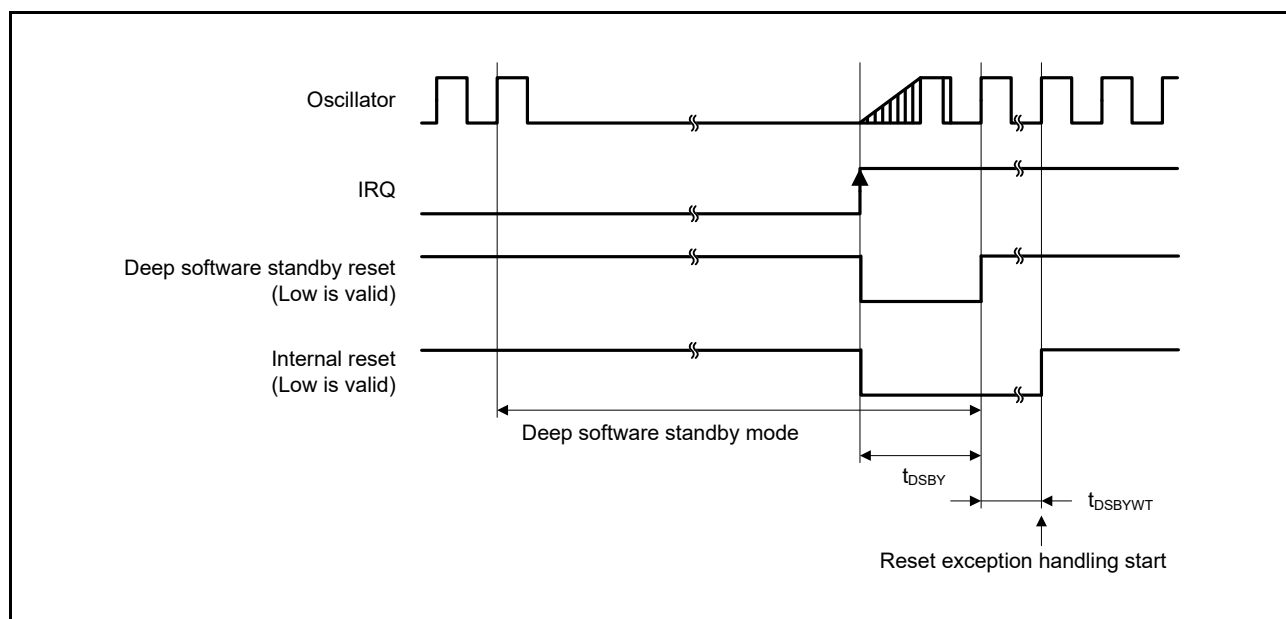 Oscillator
IRQ
Deep software standby reset
(Low is valid)
Internal reset
(Low is valid)
Deep software standby mode
tDSBY
tDSBYWT
Reset exception handling start